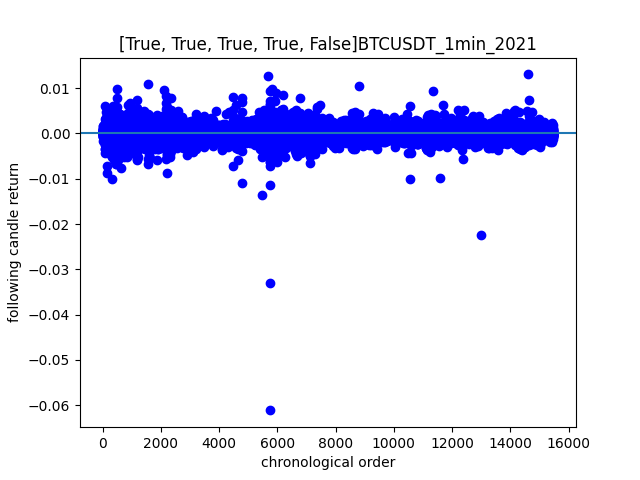 [True, True, True, True, False]BTCUSDT_1min_2021
0.01
0.00
−0.01
−0.02
−0.03
−0.04
−0.05
−0.06
following candle return
0 2000 4000 6000 8000 10000 12000 14000 16000
chronological order